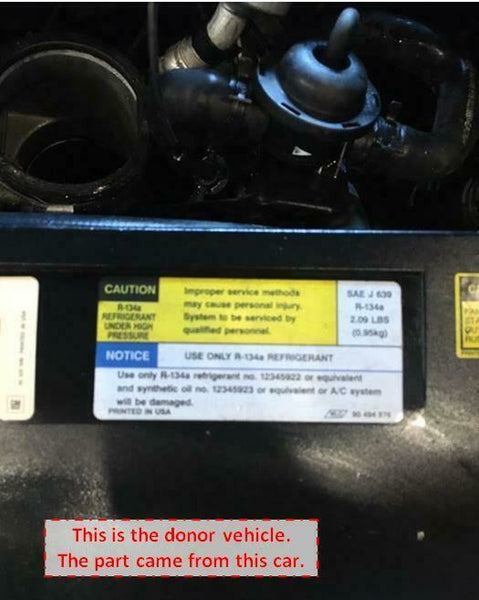 CAUTION
R-134a
REFRIGERANT
UNDER HIGH
PRESSURE
Improper service methods
may cause personal injury.
System to be serviced by
qualified personnel.
SAE J 639
R-134a
2.09 LBS
(0.95kg)
NOTICE
USE ONLY R-134a REFRIGERANT
Use only R-134a refrigerant no. 12345922 or equivalent
and synthetic oil no. 12345923 or equivalent or A/C system
will be damaged.
PRINTED IN USA
GM
FAN
This is the donor vehicle.
The part came from this car.